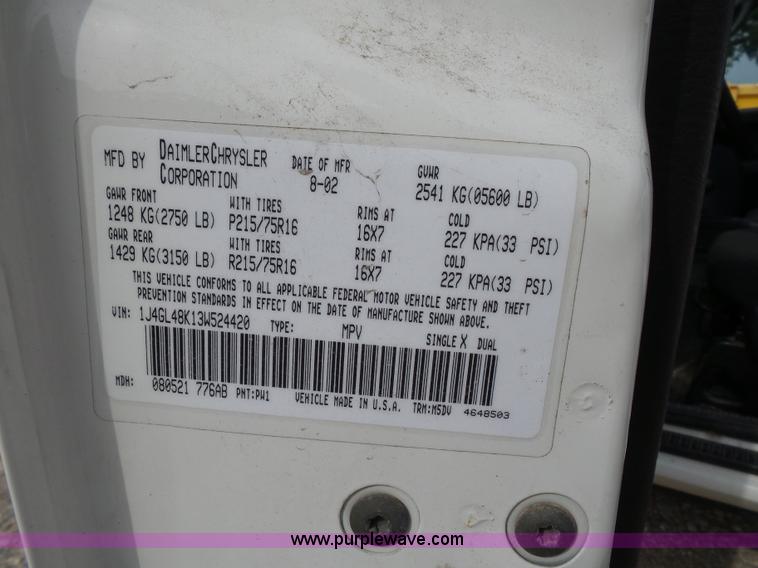 MFD BY DAIMLERCHRYSLER CORPORATION DATE OF MFR 8-02 GVWR 2541 KG(05600 LB)
GAWR FRONT WITH TIRES RIMS AT COLD
1248 KG(2750 LB) P215/75R16 16X7 227 KPA(33 PSI)
GAWR REAR WITH TIRES RIMS AT COLD
1429 KG(3150 LB) R215/75R16 16X7 227 KPA(33 PSI)
THIS VEHICLE CONFORMS TO ALL APPLICABLE FEDERAL MOTOR VEHICLE SAFETY AND THEFT
PREVENTION STANDARDS IN EFFECT ON THE DATE OF MANUFACTURE SHOWN ABOVE.
VIN: 1J4GL48K13W524420 TYPE: MPV SINGLE X DUAL
MDH: 080521 776AB PNT:PW1 VEHICLE MADE IN U.S.A. TRM:M5DV 4648503
www.purplewave.com